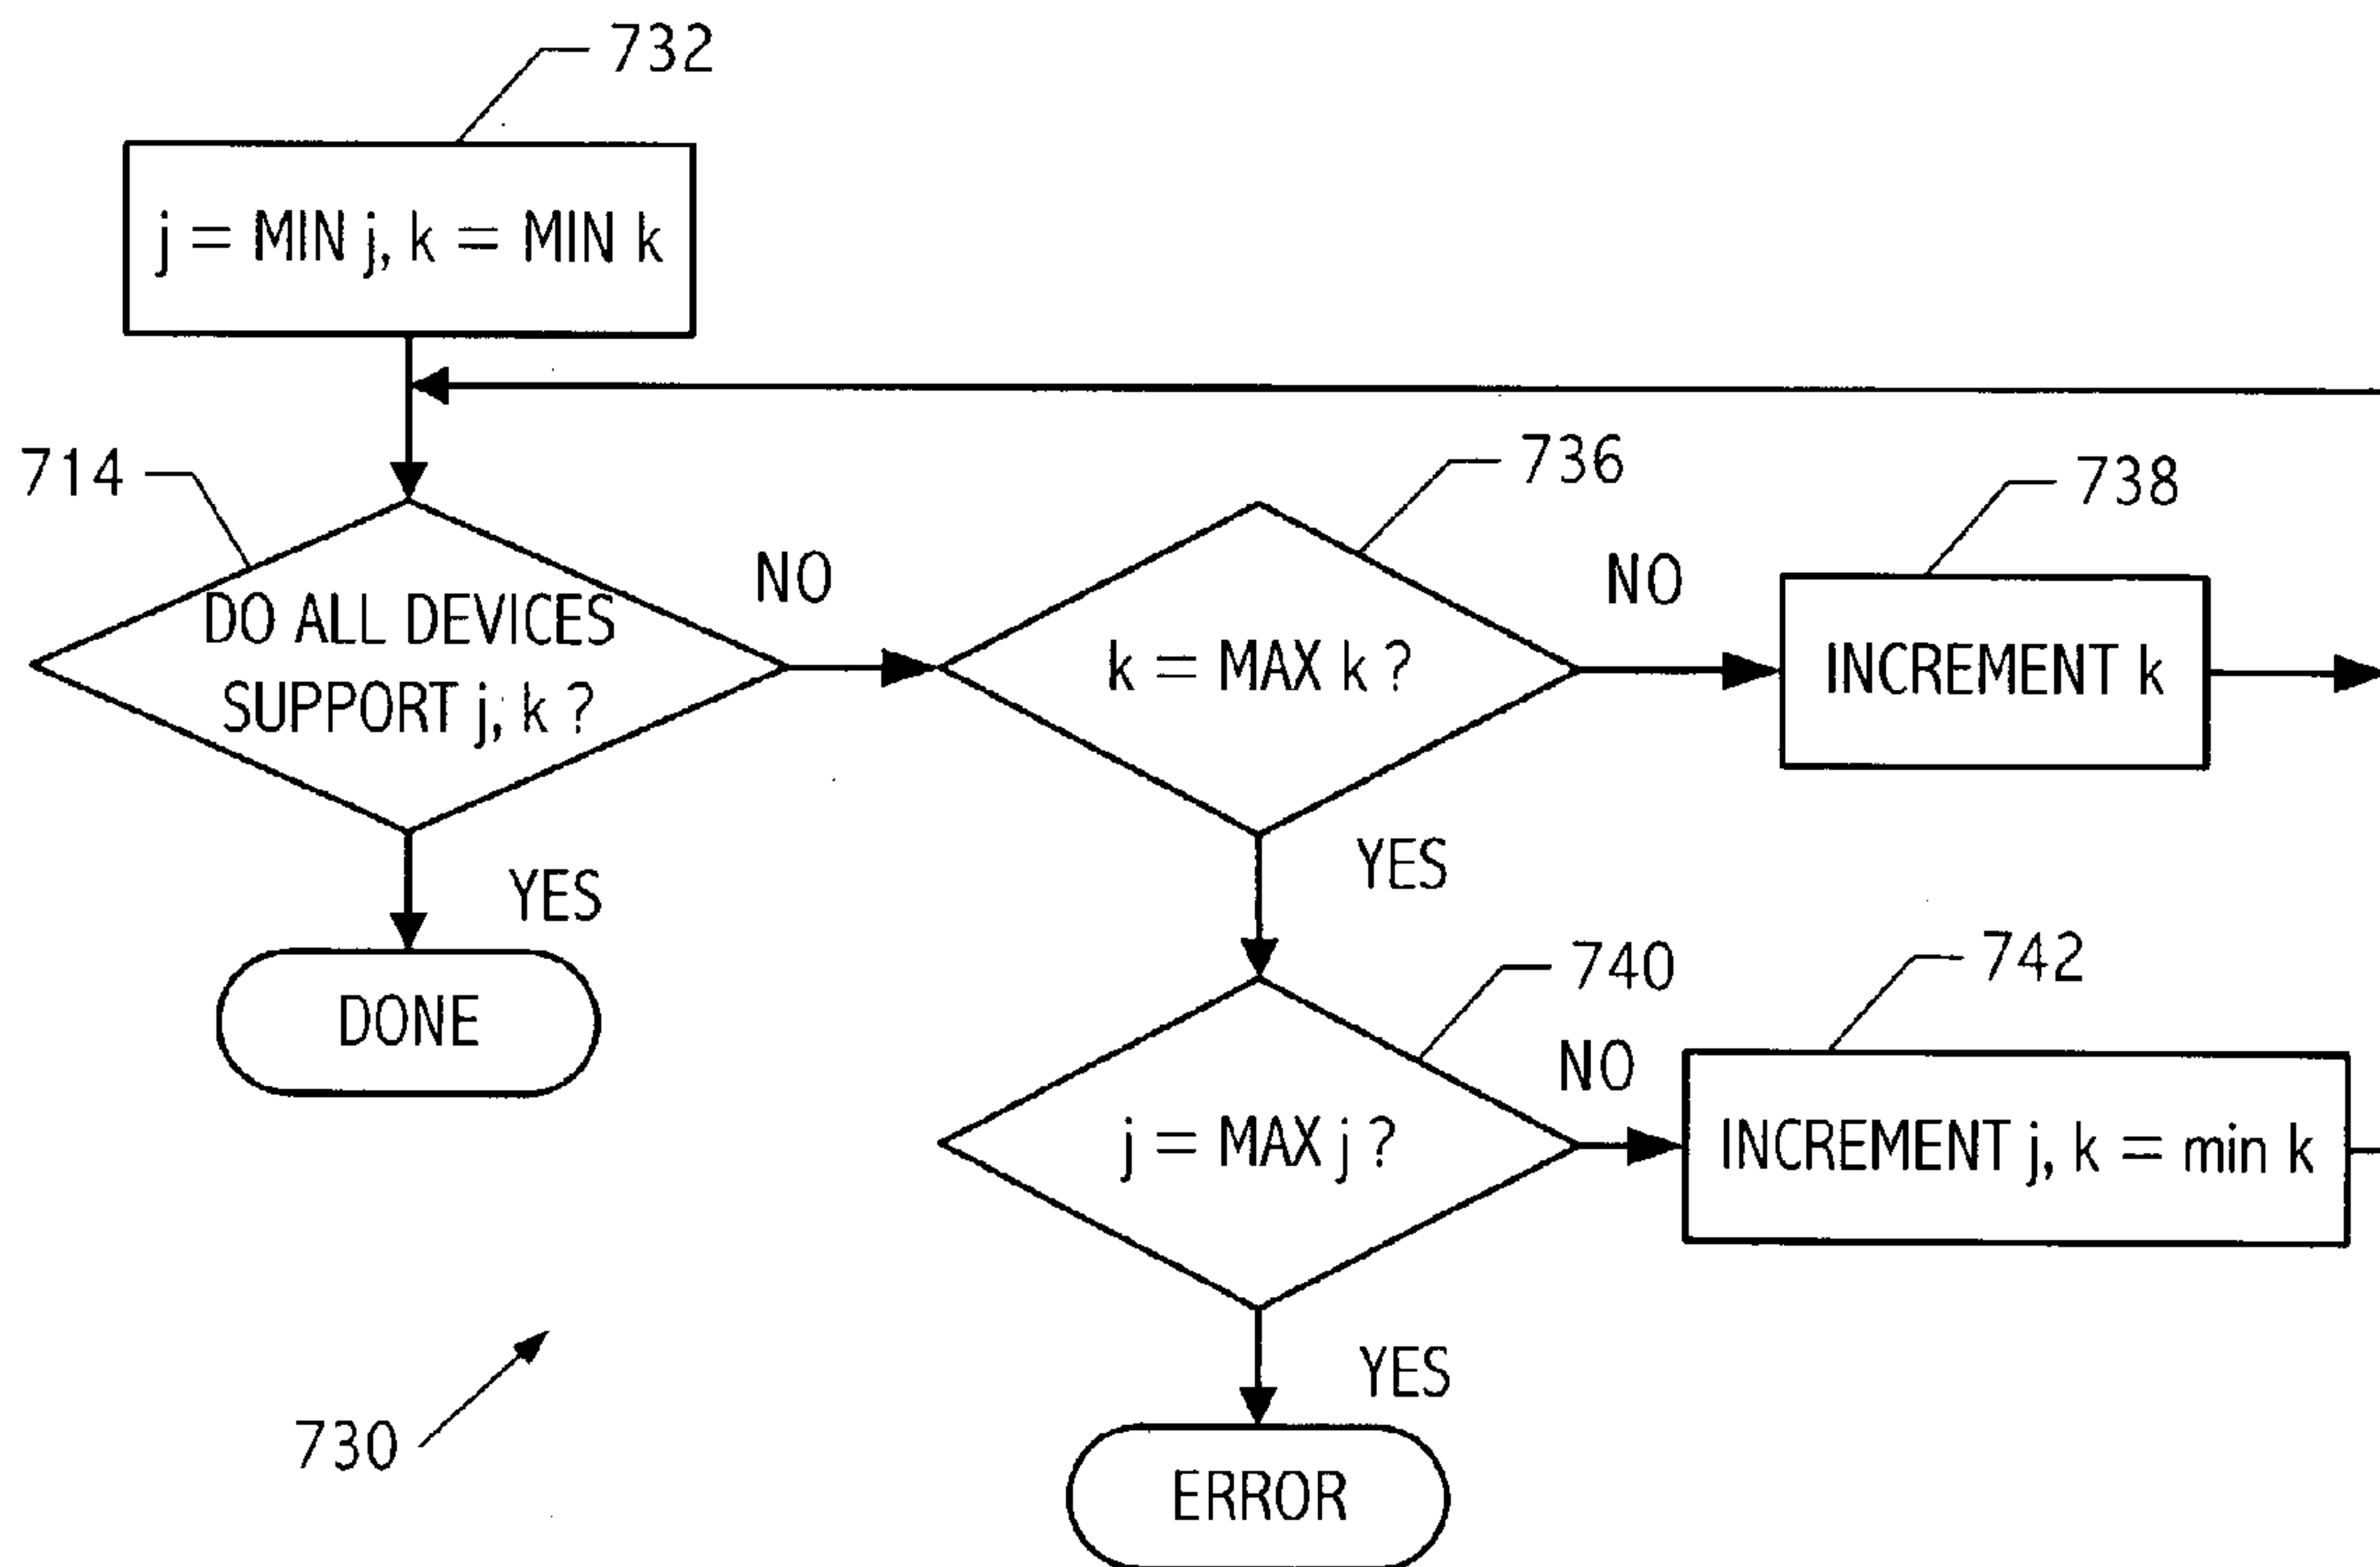 732
j = MIN j, k = MIN k
714
DO ALL DEVICES
SUPPORT j, k ?
NO
736
k = MAX k ?
NO
738
INCREMENT k
YES
DONE
YES
740
j = MAX j ?
NO
742
INCREMENT j, k = min k
YES
ERROR
730